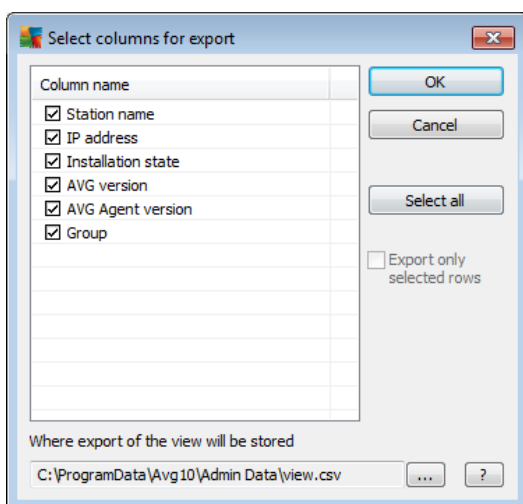 Select columns for export
Column name
Station name
IP address
Installation state
AVG version
AVG Agent version
Group
OK
Cancel
Select all
Export only
selected rows
Where export of the view will be stored
C:\ProgramData\Avg10\Admin Data\view.csv
...
?